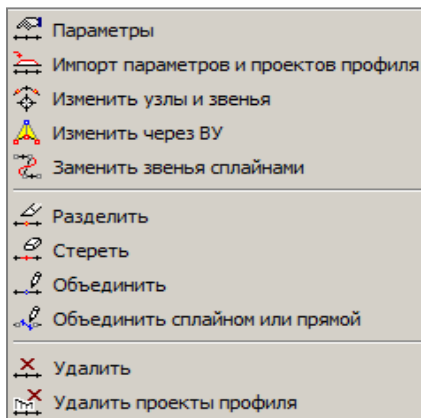 Параметры
Импорт параметров и проектов профиля
Изменить узлы и звенья
Изменить через ВУ
Заменить звенья сплайнами
Разделить
Стереть
Объединить
Объединить сплайном или прямой
Удалить
Удалить проекты профиля